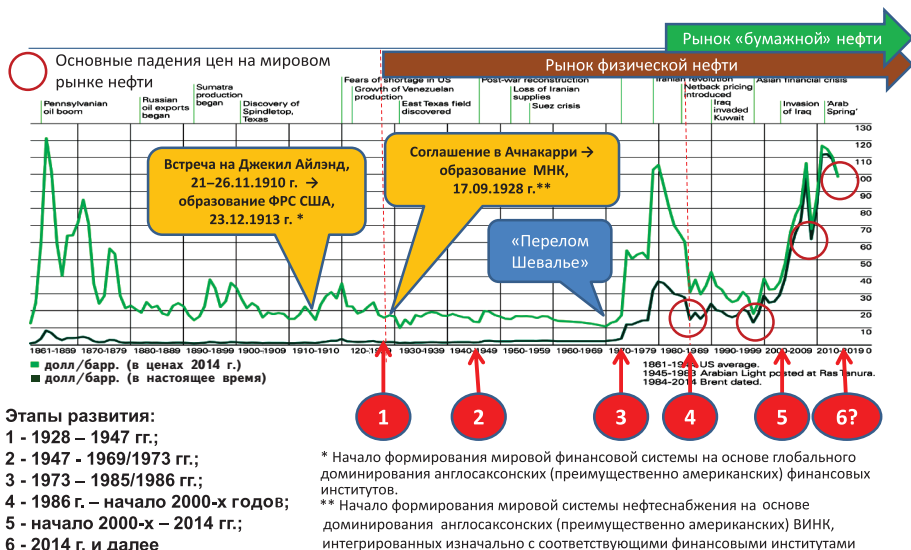 Рынок «бумажной» нефти
Основные падения цен на мировом
рынке нефти
Рынок физической нефти
Fears of shortage in US
Post-war reconstruction
Iranian revolution
Asian financial crisis
Growth of Venezuelan
production
Loss of Iranian
supplies
Netback pricing
introduced
Sumatra
production
began
Pennsylvanian
oil boom
Russian
oil exports
began
Discovery of
Spindletop,
Texas
East Texas field
discovered
Suez crisis
Iraq
invaded
Kuwait
Invasion
of Iraq
'Arab
Spring'
130
120
110
00
90
80
70
60
50
40
30
20
10
0
Встреча на Джекил Айлэнд,
21–26.11.1910 г. →
образование ФРС США,
23.12.1913 г. *
Соглашение в Ачнакарри →
образование МНК,
17.09.1928 г.**
«Перелом
Шевалье»
1861-1869 1870-1879 1880-1889 1890-1899 1900-1909 1910-1910 1930-1939 1940-1949 1950-1959 1960-1969 1970-1979 1980-1989 1990-1999 2000-2009 2010-2019
долл/барр. (в ценах 2014 г.)
долл/барр. (в настоящее время)
US average.
Arabian Light posted at Ras Tanura.
1984-2014 Brent dated.
1 2 3 4 5 6?
Этапы развития:
1 - 1928 – 1947 гг.;
2 - 1947 - 1969/1973 гг.;
3 - 1973 – 1985/1986 гг.;
4 - 1986 г. – начало 2000-х годов;
5 - начало 2000-х – 2014 гг.;
6 - 2014 г. и далее
* Начало формирования мировой финансовой системы на основе глобального
доминирования англосаксонских (преимущественно американских) финансовых
институтов.
** Начало формирования мировой системы нефтеснабжения на основе
доминирования англосаксонских (преимущественно американских) ВИНК,
интегрированных изначально с соответствующими финансовыми институтами